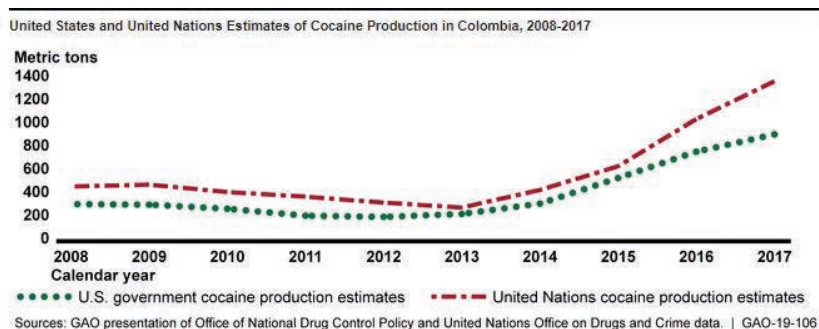 United States and United Nations Estimates of Cocaine Production in Colombia, 2008-2017
Metric tons
1400
1200
1000
800
600
400
200
0
2008 2009 2010 2011 2012 2013 2014 2015 2016 2017
Calendar year
U.S. government cocaine production estimates United Nations cocaine production estimates
Sources: GAO presentation of Office of National Drug Control Policy and United Nations Office on Drugs and Crime data. | GAO-19-106